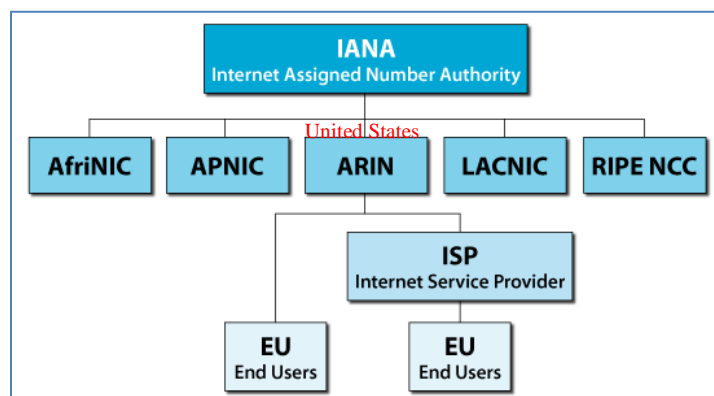 IANA
Internet Assigned Number Authority
United States
AfriNIC APNIC ARIN LACNIC RIPE NCC
ISP
Internet Service Provider
EU EU
End Users End Users